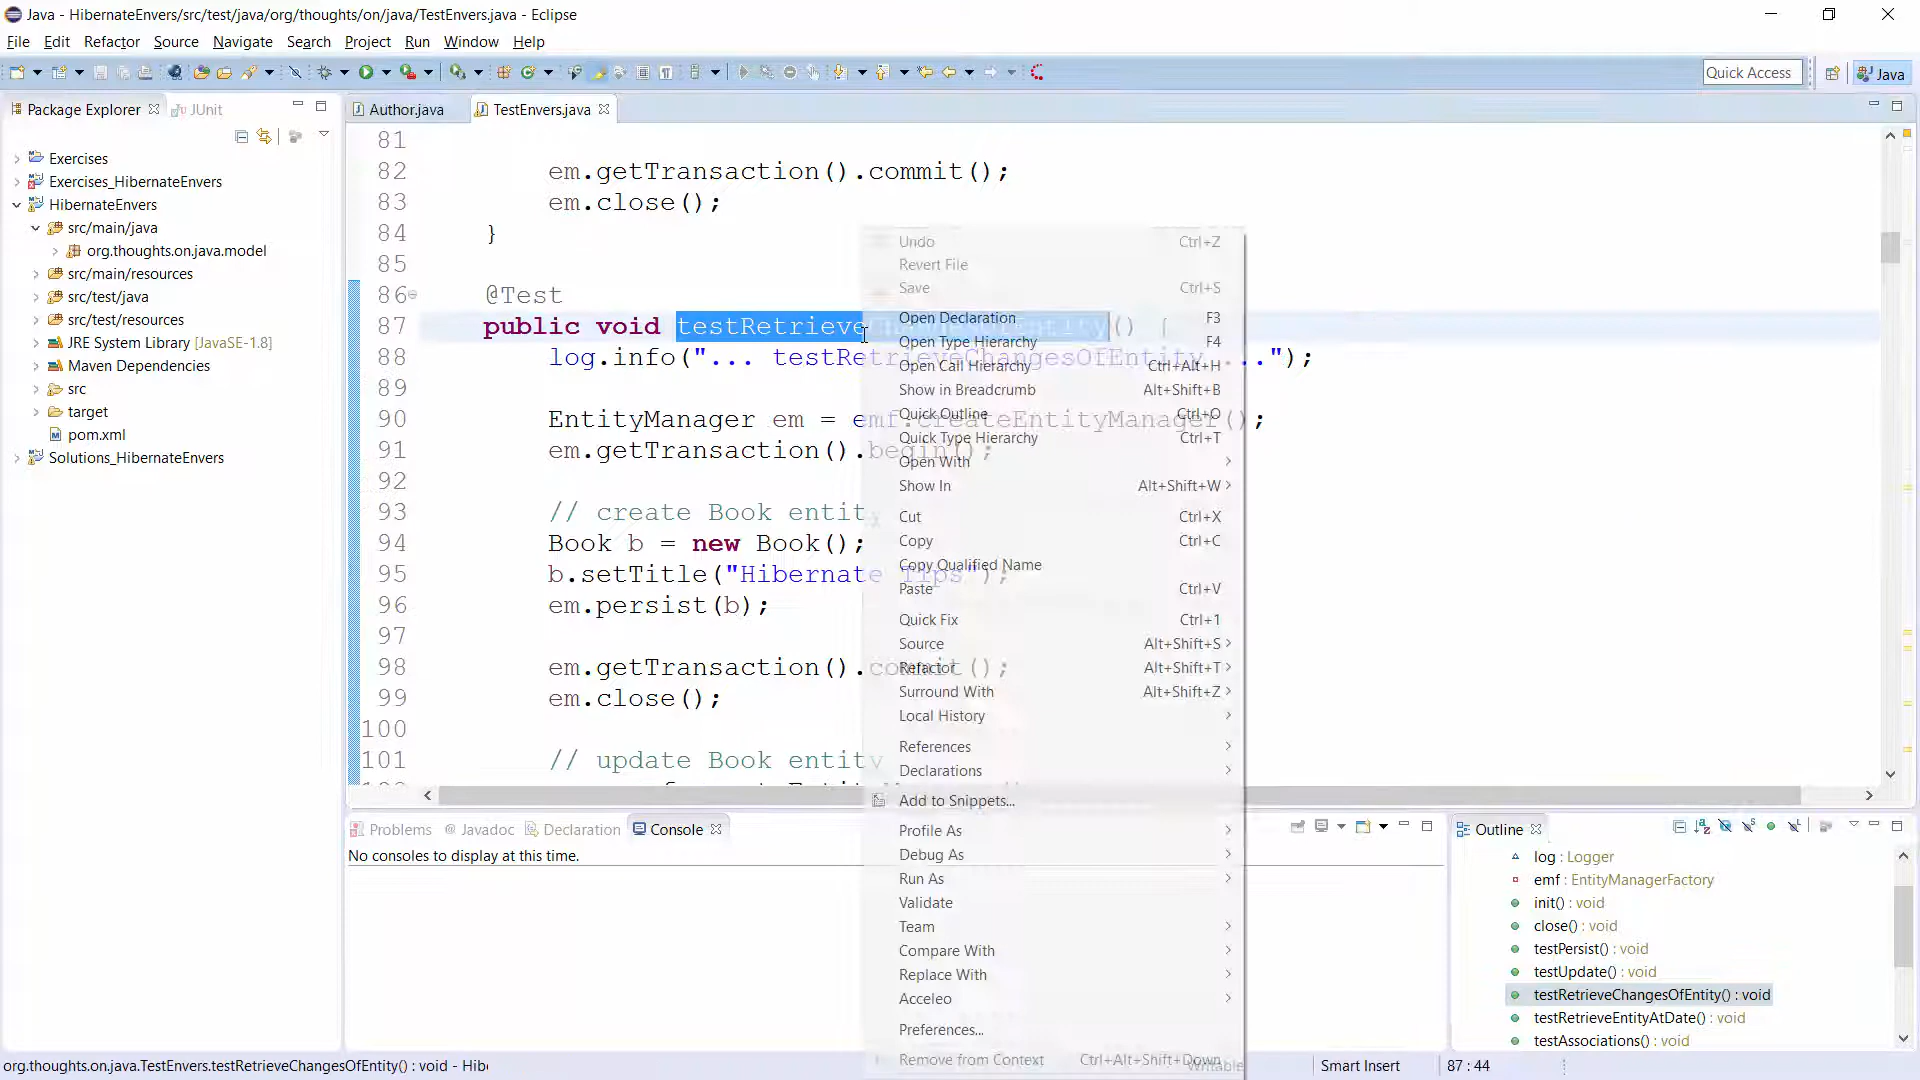 Java - HibernateEnvers/src/test/java/org/thoughts/on/java/TestEnvers.java - Eclipse
File Edit Refactor Source Navigate Search Project Run Window Help
Quick Access Java
Package Explorer JUnit
Exercises
Exercises_HibernateEnvers
HibernateEnvers
src/main/java
org.thoughts.on.java.model
src/main/resources
src/test/java
src/test/resources
JRE System Library [JavaSE-1.8]
Maven Dependencies
src
target
pom.xml
Solutions_HibernateEnvers
Author.java TestEnvers.java
81
82 em.getTransaction().commit();
83 em.close();
84 }
85
86 @Test
87 public void testRetrieveChangesOfEntity() {
88 log.info("... testRetrieveChangesOfEntity ...");
89
90 EntityManager em = emf.createEntityManager();
91 em.getTransaction().begin();
92
93 // create Book entity
94 Book b = new Book();
95 b.setTitle("Hibernate Tips");
96 em.persist(b);
97
98 em.getTransaction().commit();
99 em.close();
100
101 // update Book entity
Undo Ctrl+Z
Revert File
Save Ctrl+S
Open Declaration F3
Open Type Hierarchy F4
Open Call Hierarchy Ctrl+Alt+H
Show in Breadcrumb Alt+Shift+B
Quick Outline Ctrl+O
Quick Type Hierarchy Ctrl+T
Open With
Show In Alt+Shift+W
Cut Ctrl+X
Copy Ctrl+C
Copy Qualified Name
Paste Ctrl+V
Quick Fix Ctrl+1
Source Alt+Shift+S
Refactor Alt+Shift+T
Surround With Alt+Shift+Z
Local History
References
Declarations
Add to Snippets...
Profile As
Debug As
Run As
Validate
Team
Compare With
Replace With
Acceleo
Preferences...
Remove from Context Ctrl+Alt+Shift+Down
Problems Javadoc Declaration Console
No consoles to display at this time.
Outline
log : Logger
emf : EntityManagerFactory
init() : void
close() : void
testPersist() : void
testUpdate() : void
testRetrieveChangesOfEntity() : void
testRetrieveEntityAtDate() : void
testAssociations() : void
org.thoughts.on.java.TestEnvers.testRetrieveChangesOfEntity() : void - Hibe
Writable Smart Insert 87 : 44